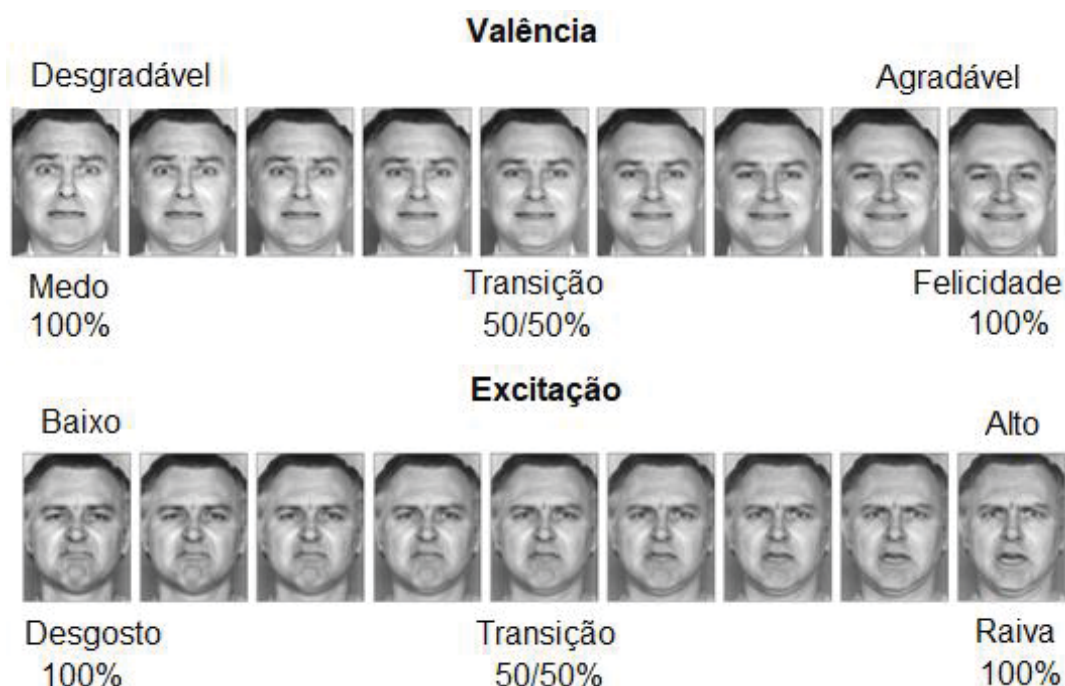 Valência
Desgradável Agradável
Medo Transição Felicidade
100% 50/50% 100%
Excitação
Baixo Alto
Desgosto Transição Raiva
100% 50/50% 100%